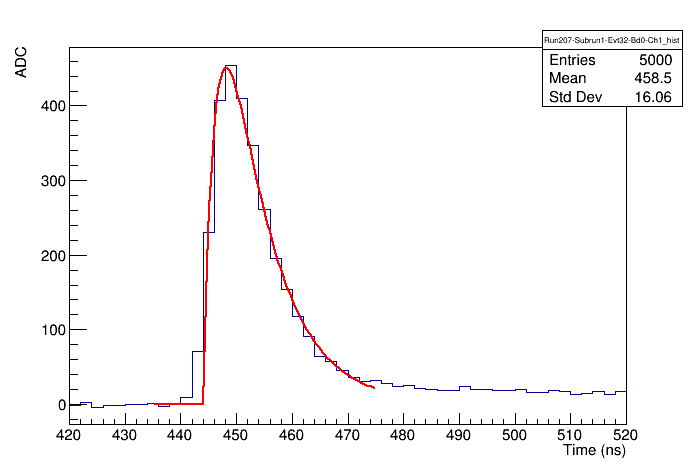 Run207-Subrun1-Evt32-Bd0-Ch1_hist
Entries 5000
Mean 458.5
Std Dev 16.06
ADC
400
300
200
100
0
420 430 440 450 460 470 480 490 500 510 520
Time (ns)